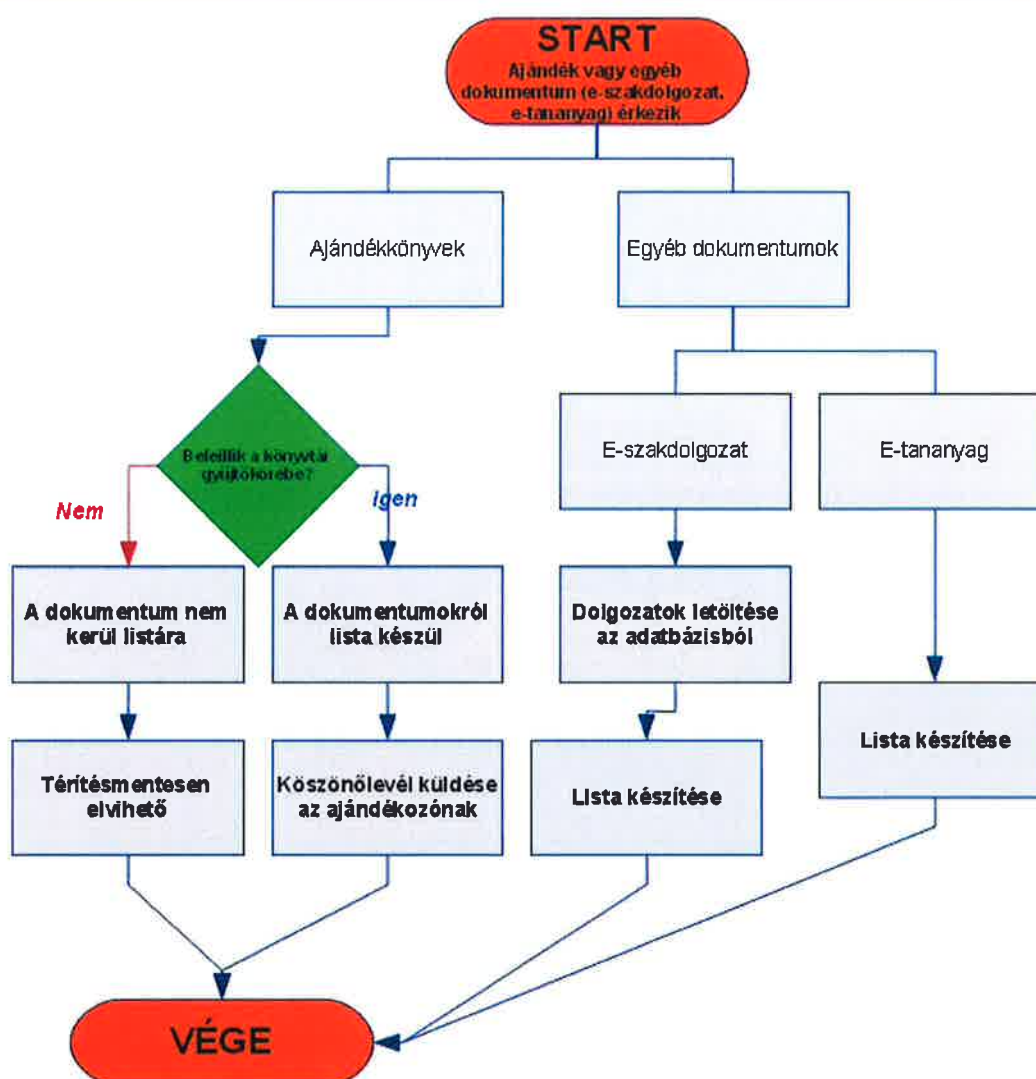 START
Ajándék vagy egyéb
dokumentum (e-szakdolgozat,
e-tananyag) érkezik
Ajándékkönyvek
Egyéb dokumentumok
Beleillik a könyvtár
gyűjtőkörébe?
E-szakdolgozat
E-tananyag
Nem
igen
A dokumentum nem
kerül listára
A dokumentumokról
lista készül
Dolgozatok letöltése
az adatbázisból
Lista készítése
Térítésmentesen
elvihető
Köszönőlevél küldése
az ajándékozónak
Lista készítése
VÉGE